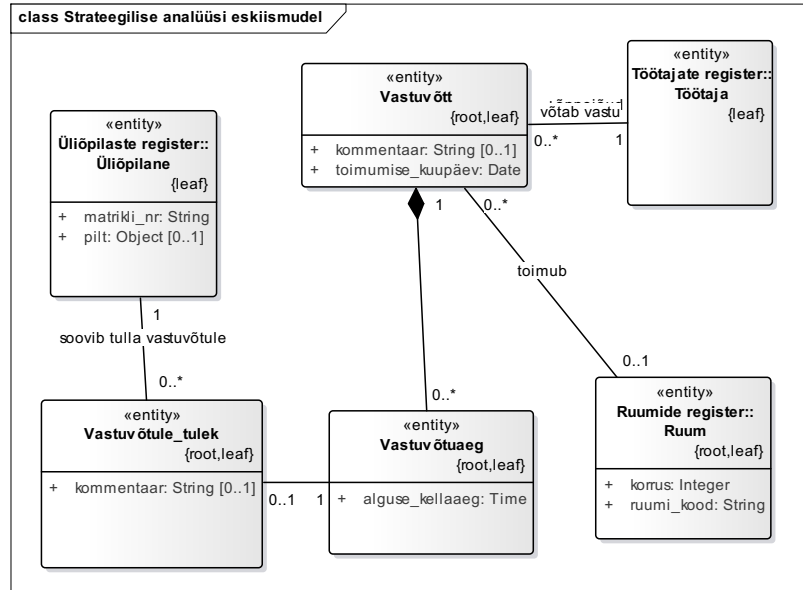 class Strateegilise analüüsi eskiismudel
«entity»
Üliõpilaste register::
Üliõpilane
{leaf}
+ matrikli_nr: String
+ pilt: Object [0..1]
«entity»
Vastuvõtt
{root,leaf}
+ kommentaar: String [0..1]
+ toimumise_kuupäev: Date
«entity»
Töötajate register::
Töötaja
{leaf}
võtab vastu
0..*
1
1
0..*
toimub
0..1
1
soovib tulla vastuvõtule
0..*
0..*
«entity»
Vastuvõtule_tulek
{root,leaf}
+ kommentaar: String [0..1]
0..1
1
«entity»
Vastuvõtuaeg
{root,leaf}
+ alguse_kellaaeg: Time
«entity»
Ruumide register::
Ruum
{root,leaf}
+ korrus: Integer
+ ruumi_kood: String